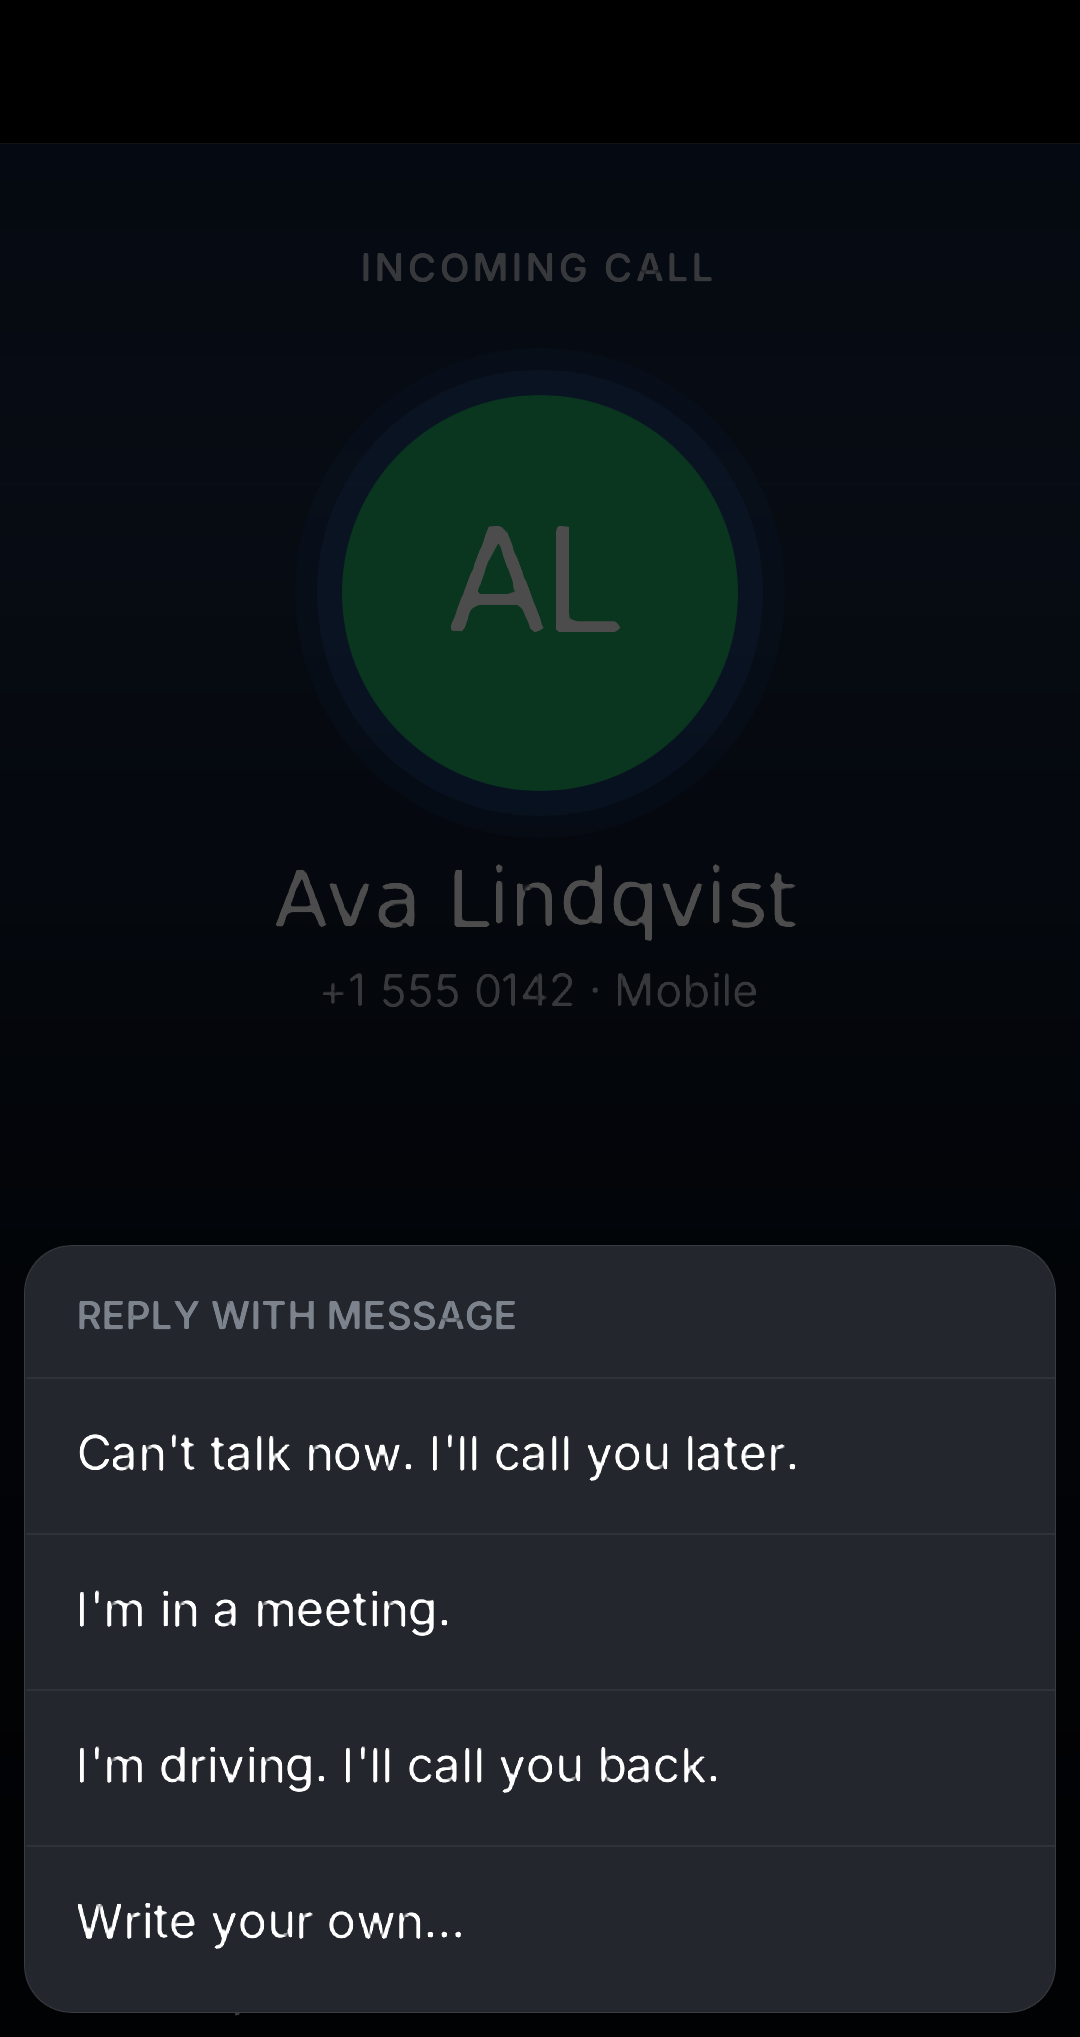 INCOMING CALL
AL
Ava Lindqvist
+1 555 0142 · Mobile
REPLY WITH MESSAGE
Can't talk now. I'll call you later.
I'm in a meeting.
I'm driving. I'll call you back.
Write your own...